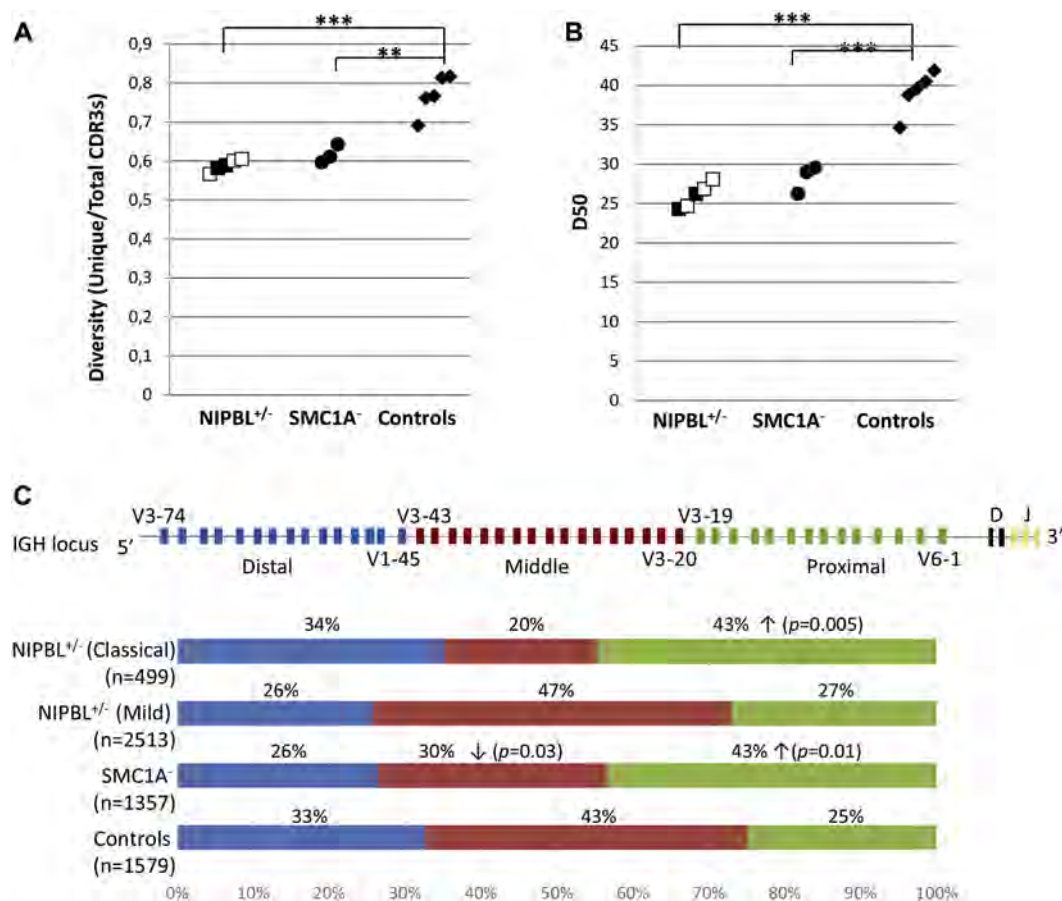 A
***
**
0,9
0,8
0,7
0,6
0,5
0,4
0,3
0,2
0,1
0
Diversity (Unique/Total CDR3s)
NIPBL+/- SMC1A- Controls
B
***
***
45
40
35
30
25
20
15
10
5
0
D50
NIPBL+/- SMC1A- Controls
C
V3-74 V3-43 V3-19 D J
IGH locus 5′ 3′
V1-45 V3-20 V6-1
Distal Middle Proximal
34% 20% 43% ↑ (p=0.005)
NIPBL+/- (Classical)
(n=499)
26% 47% 27%
NIPBL+/- (Mild)
(n=2513)
26% 30% ↓ (p=0.03) 43% ↑(p=0.01)
SMC1A-
(n=1357)
33% 43% 25%
Controls
(n=1579)
0% 10% 20% 30% 40% 50% 60% 70% 80% 90% 100%